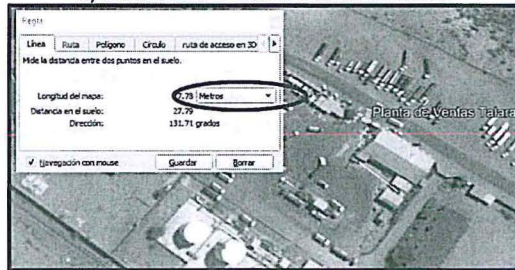 Regla
Línea Ruta Polígono Círculo ruta de acceso en 3D
Mide la distancia entre dos puntos en el suelo.
Longitud del mapa: 7.78 Metros
Distancia en el suelo: 27.79
Dirección: 131.71 grados
Navegación con mouse Guardar Borrar
Planta de Ventas Talara